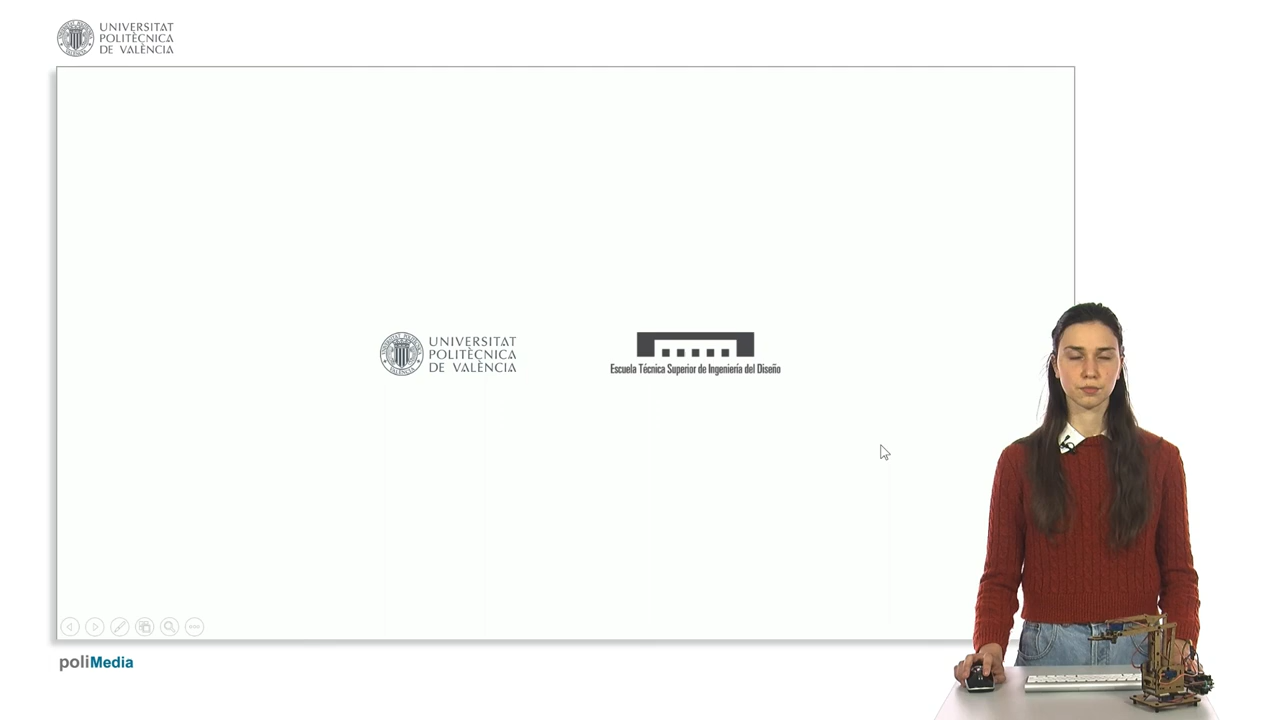 UNIVERSITAT
POLITÈCNICA
DE VALÈNCIA
UNIVERSITAT
POLITÈCNICA
DE VALÈNCIA
Escuela Técnica Superior de Ingeniería del Diseño
poliMedia